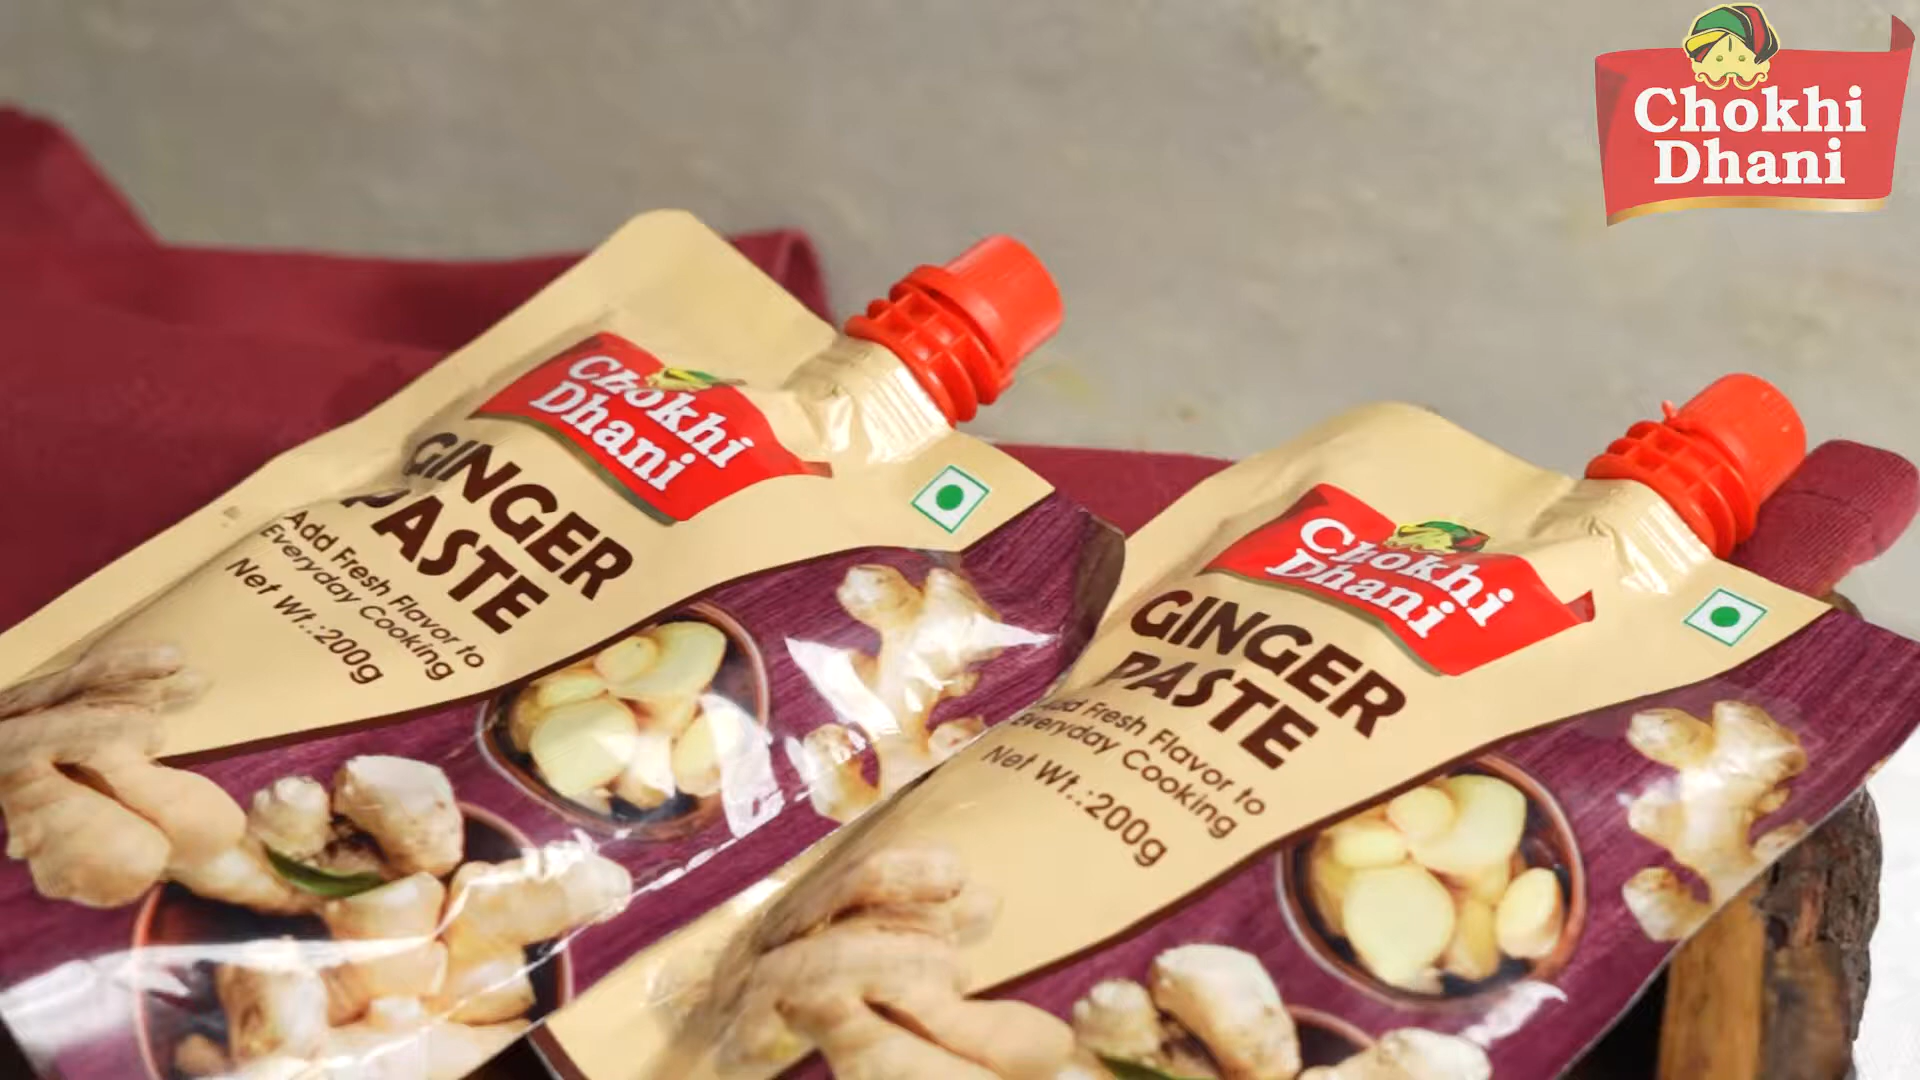 Chokhi
Dhani
Chokhi
Dhani
GINGER
PASTE
Add Fresh Flavor to
Everyday Cooking
Net Wt.:200g
Chokhi
Dhani
GINGER
PASTE
Add Fresh Flavor to
Everyday Cooking
Net Wt.:200g